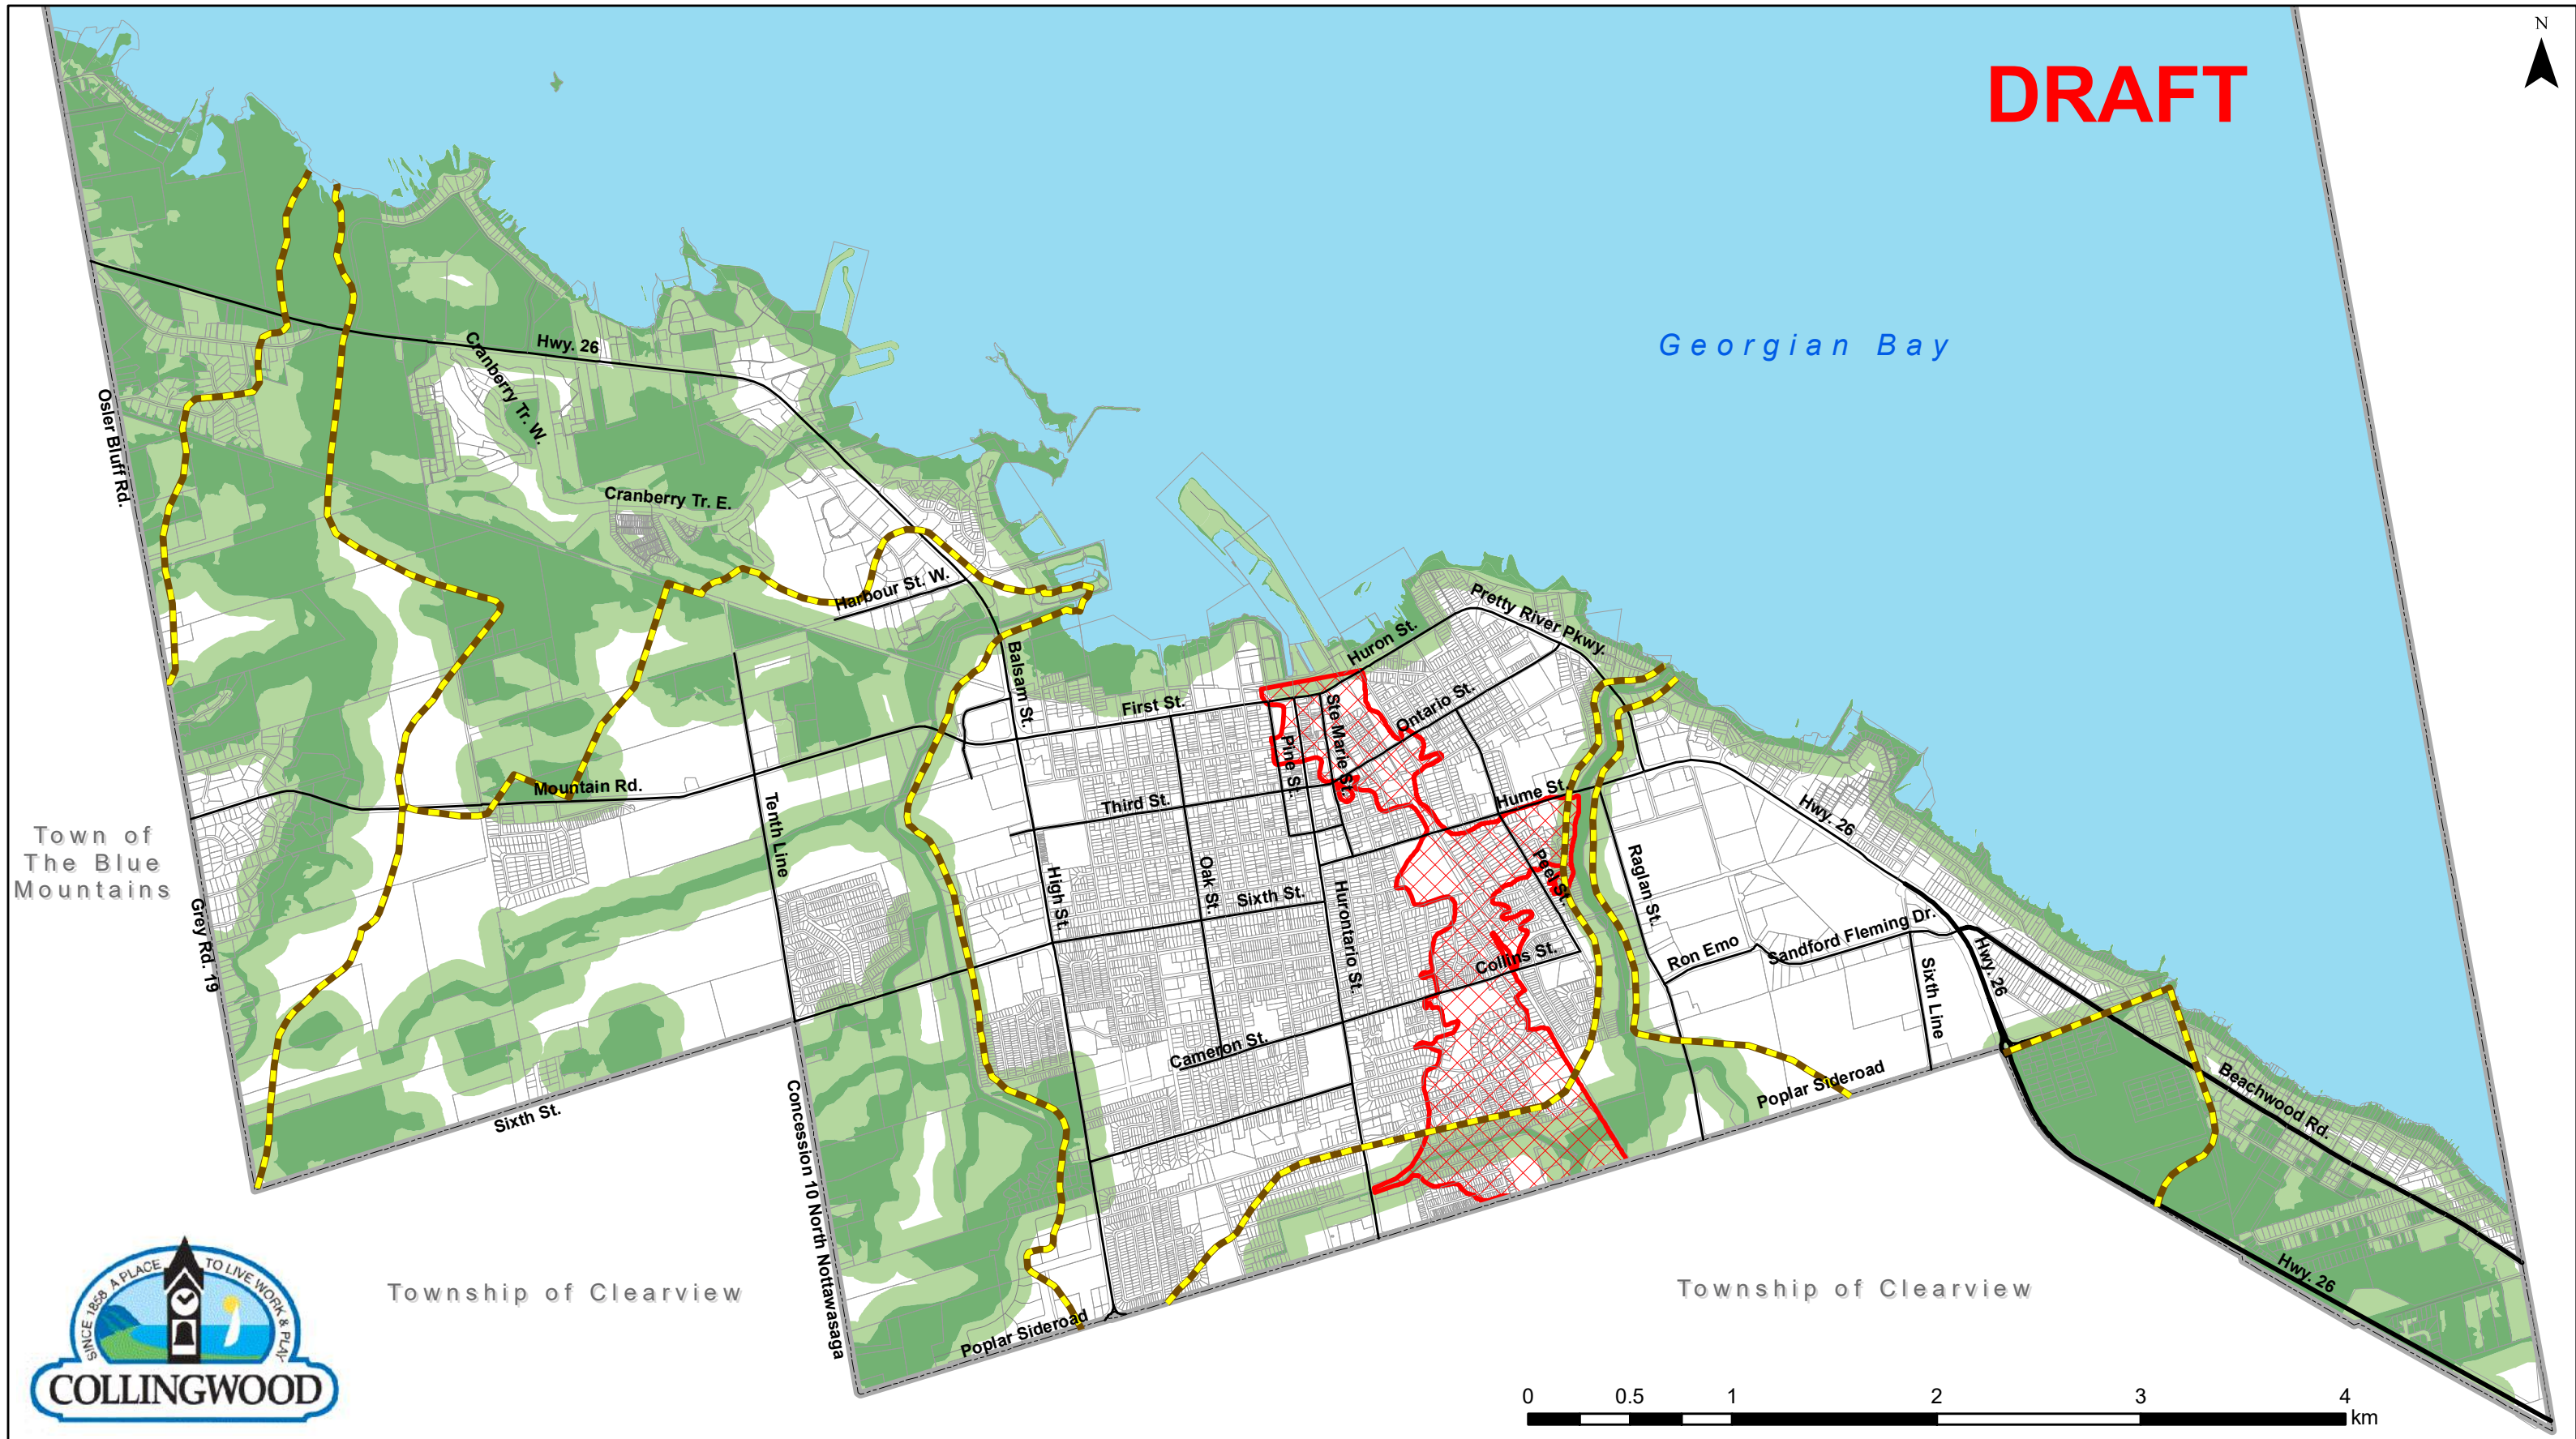 N
DRAFT
Georgian Bay
Hwy. 26
Cranberry Tr. W.
Osler Bluff Rd.
Cranberry Tr. E.
Harbour St. W.
Balsam St.
Pretty River Pkwy.
Huron St.
First St.
Ste Marie St.
Ontario St.
Pine St.
Mountain Rd.
Third St.
Hume St.
Hwy. 26
Town of
The Blue
Mountains
Tenth Line
Grey Rd. 19
High St.
Oak St.
Sixth St.
Hurontario St.
Peel St.
Raglan St.
Collins St.
Ron Emo
Sandford Fleming Dr.
Hwy. 26
Sixth Line
Cameron St.
Sixth St.
Concession 10 North Nottawasaga
Poplar Sideroad
Beachwood Rd.
Hwy. 26
Township of Clearview
Township of Clearview
Poplar Sideroad
SINCE 1858 A PLACE TO LIVE WORK & PLAY
COLLINGWOOD
0 0.5 1 2 3 4
km